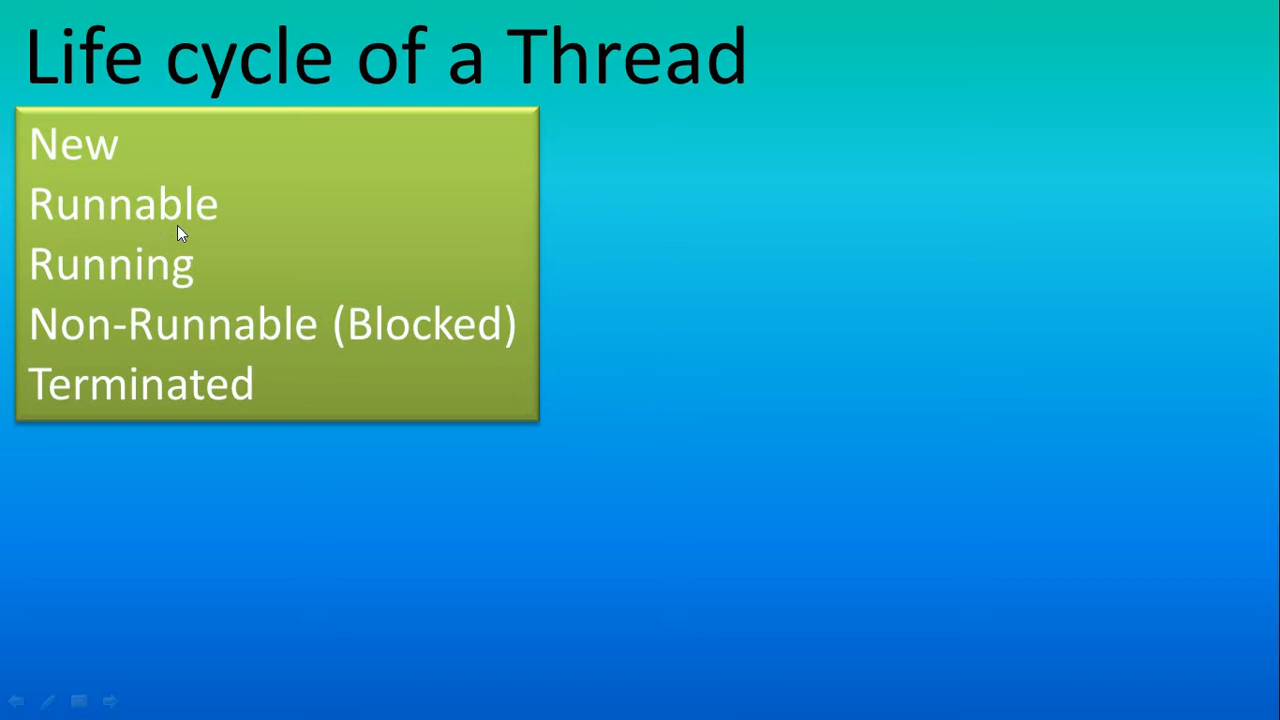 Life cycle of a Thread
New
Runnable
Running
Non-Runnable (Blocked)
Terminated